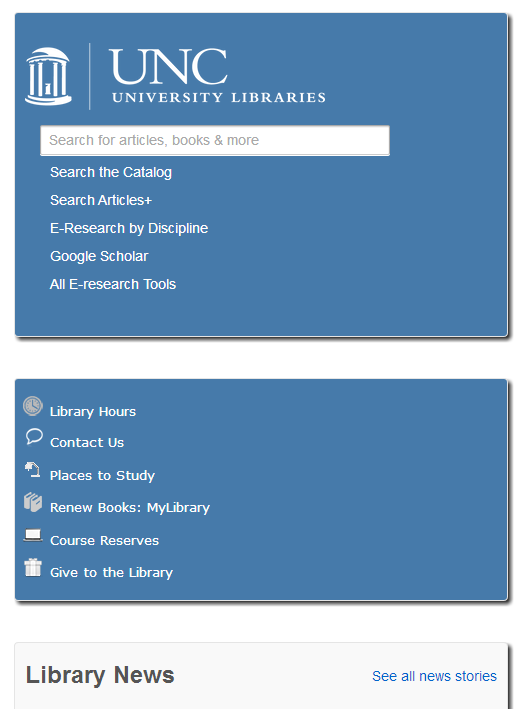 UNC
UNIVERSITY LIBRARIES
Search for articles, books & more
Search the Catalog
Search Articles+
E-Research by Discipline
Google Scholar
All E-research Tools
Library Hours
Contact Us
Places to Study
Renew Books: MyLibrary
Course Reserves
Give to the Library
Library News
See all news stories